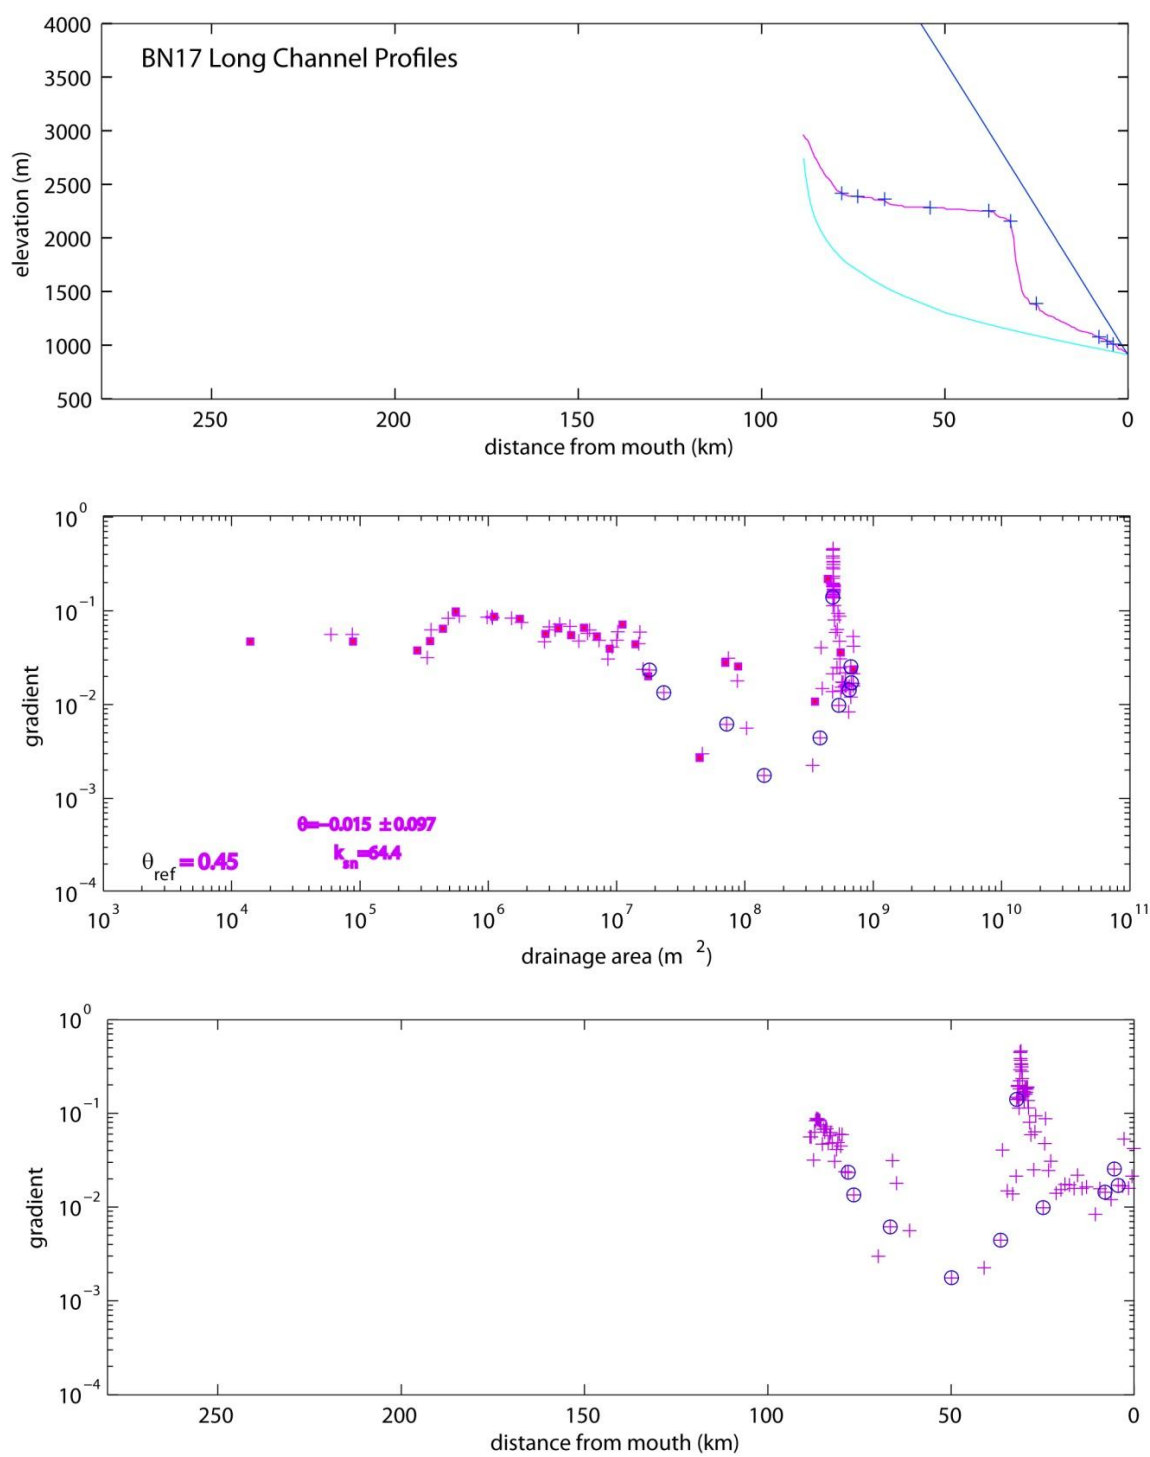 BN17 Long Channel Profiles
elevation (m)
4000
3500
3000
2500
2000
1500
1000
500
250 200 150 100 50 0
distance from mouth (km)
gradient
10^0
10^-1
10^-2
10^-3
10^-4
θ=-0.015 ±0.097
k_sn=64.4
θ_ref = 0.45
10^3 10^4 10^5 10^6 10^7 10^8 10^9 10^10 10^11
drainage area (m ^2)
gradient
10^0
10^-1
10^-2
10^-3
10^-4
250 200 150 100 50 0
distance from mouth (km)